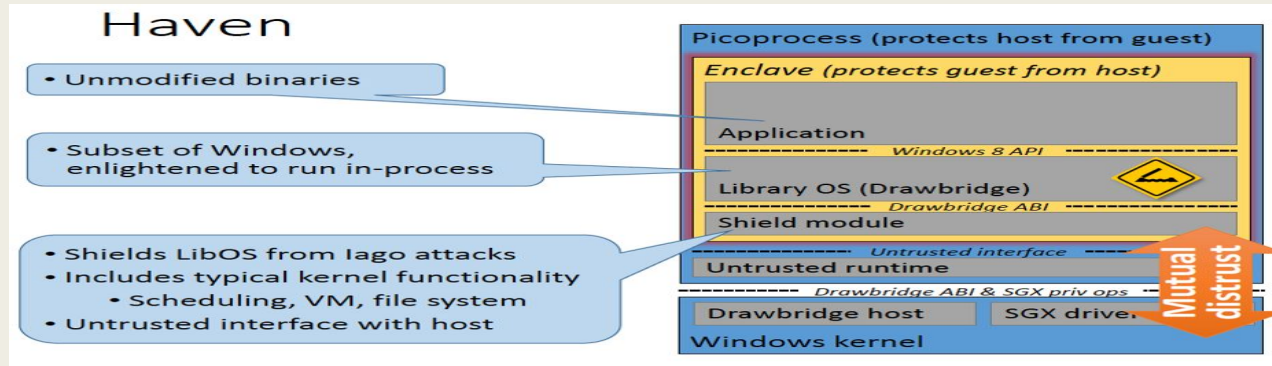 Haven
• Unmodified binaries
• Subset of Windows,
enlightened to run in-process
• Shields LibOS from Iago attacks
• Includes typical kernel functionality
• Scheduling, VM, file system
• Untrusted interface with host
Picoprocess (protects host from guest)
Enclave (protects guest from host)
Application
Windows 8 API
Library OS (Drawbridge)
Drawbridge ABI
Shield module
Untrusted interface
Untrusted runtime
Drawbridge ABI & SGX priv ops
Drawbridge host
SGX driver
Windows kernel
Mutual
distrust